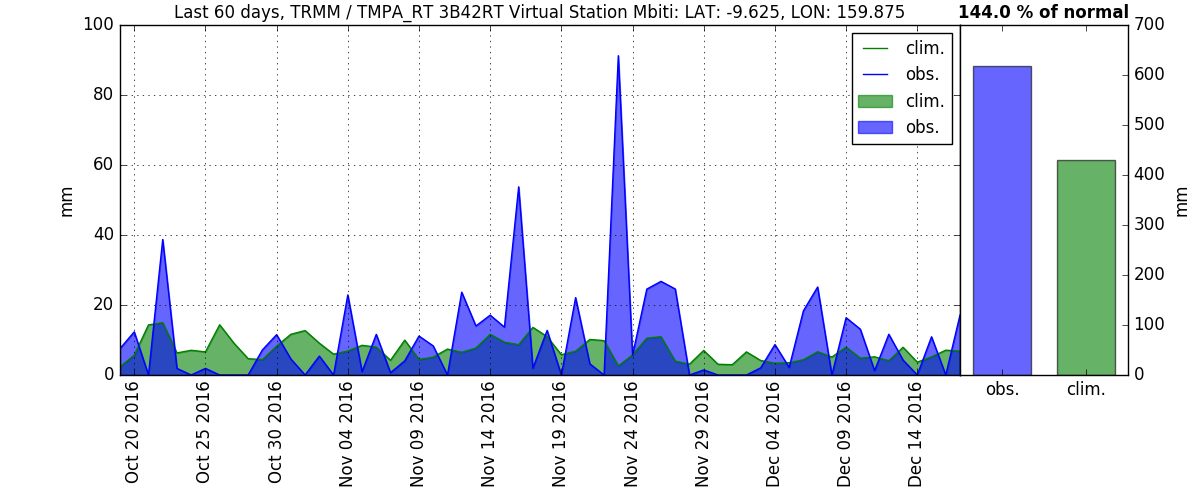 Last 60 days, TRMM / TMPA_RT 3B42RT Virtual Station Mbiti: LAT: -9.625, LON: 159.875
144.0 % of normal
mm
100
80
60
40
20
0
clim.
obs.
clim.
obs.
Oct 20 2016
Oct 25 2016
Oct 30 2016
Nov 04 2016
Nov 09 2016
Nov 14 2016
Nov 19 2016
Nov 24 2016
Nov 29 2016
Dec 04 2016
Dec 09 2016
Dec 14 2016
obs.
clim.
700
600
500
400
300
200
100
0
mm